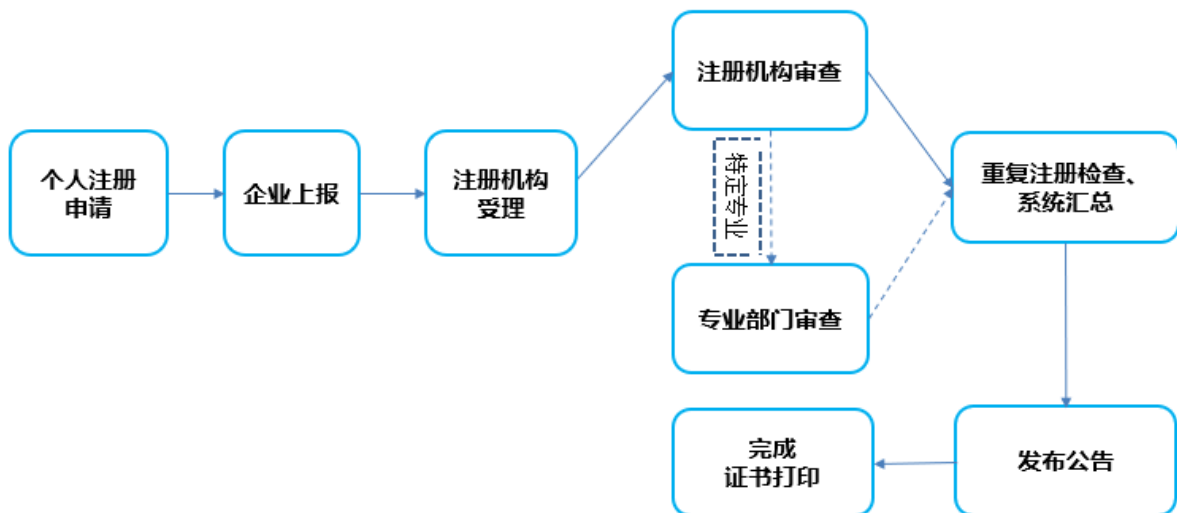 个人注册
申请
企业上报
注册机构
受理
注册机构审查
特定专业
专业部门审查
重复注册检查、
系统汇总
发布公告
完成
证书打印